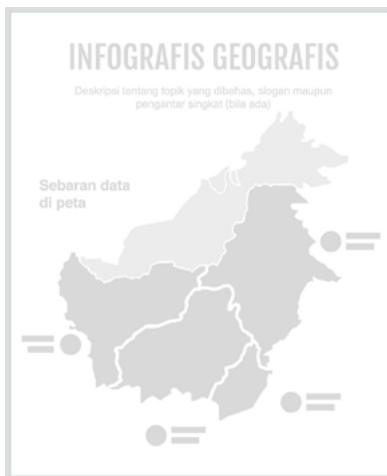 INFOGRAFIS GEOGRAFIS
Deskripsi tentang topik yang dibahas, slogan maupun
pengantar singkat (bila ada)
Sebaran data
di peta